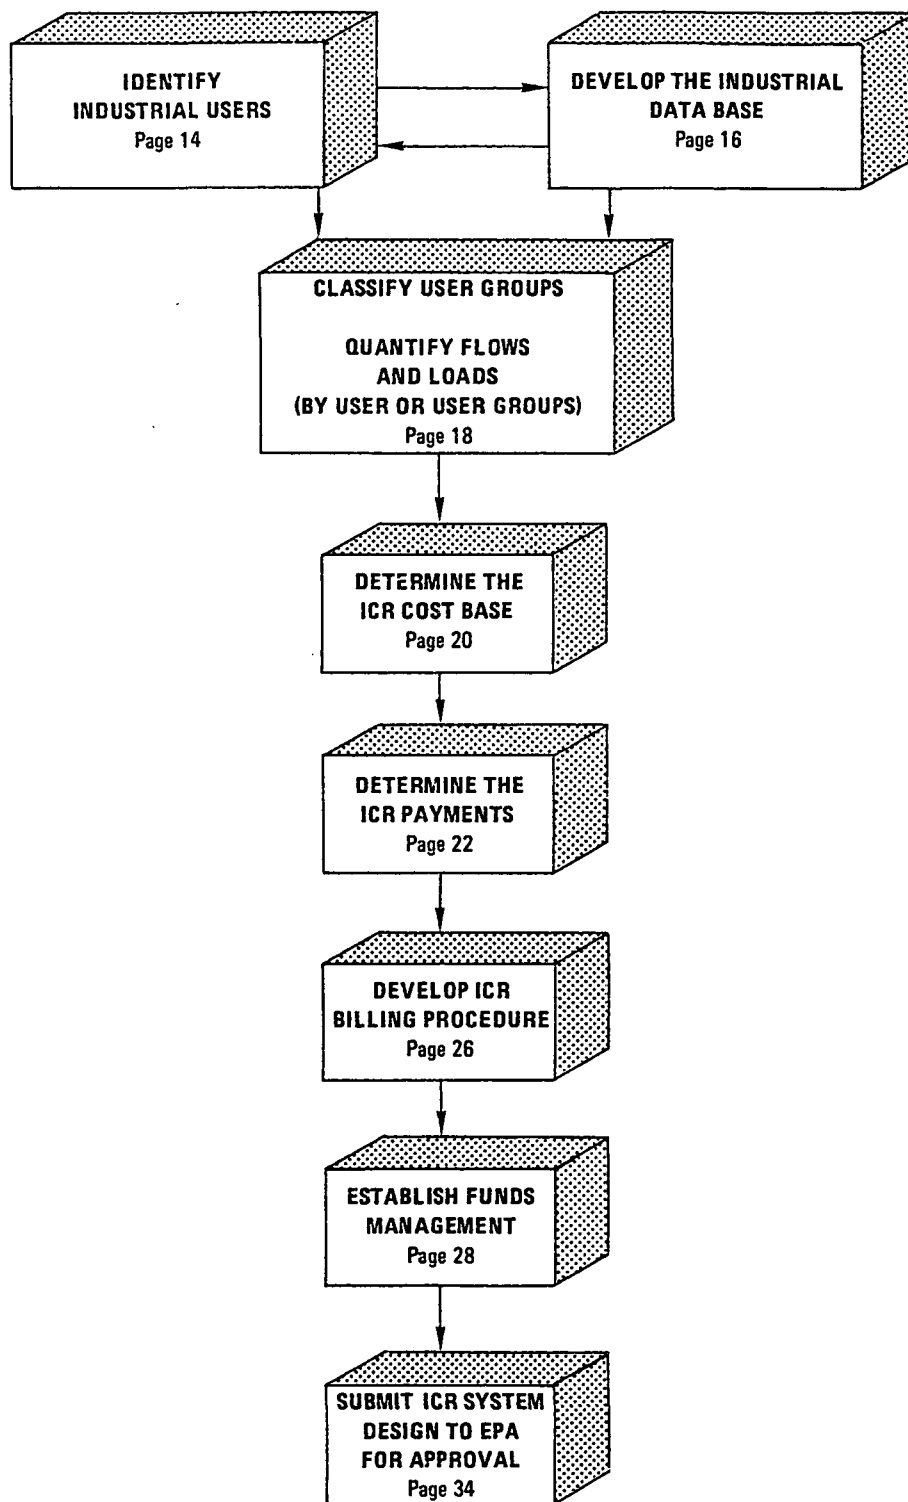 IDENTIFY
INDUSTRIAL USERS
Page 14
DEVELOP THE INDUSTRIAL
DATA BASE
Page 16
CLASSIFY USER GROUPS
QUANTIFY FLOWS
AND LOADS
(BY USER OR USER GROUPS)
Page 18
DETERMINE THE
ICR COST BASE
Page 20
DETERMINE THE
ICR PAYMENTS
Page 22
DEVELOP ICR
BILLING PROCEDURE
Page 26
ESTABLISH FUNDS
MANAGEMENT
Page 28
SUBMIT ICR SYSTEM
DESIGN TO EPA
FOR APPROVAL
Page 34